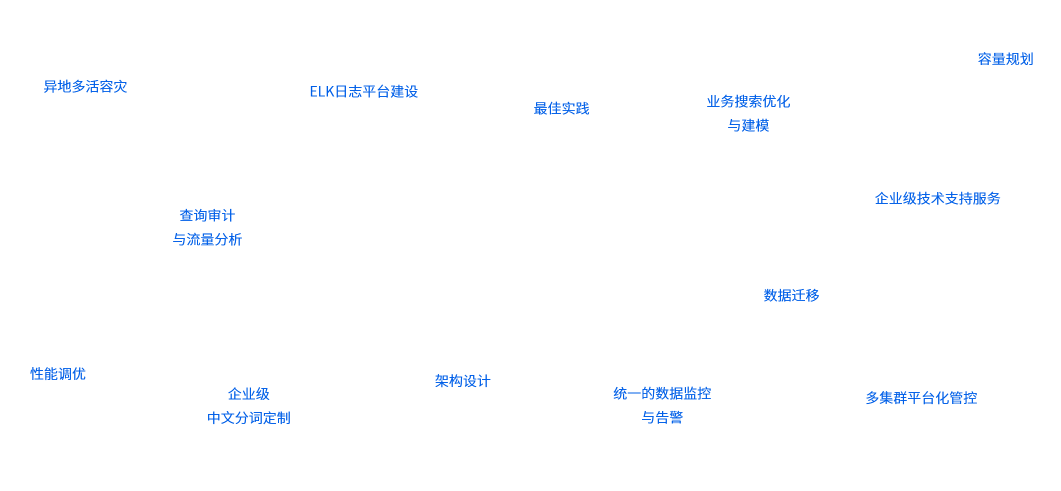 容量规划
异地多活容灾
ELK日志平台建设
最佳实践
业务搜索优化
与建模
企业级技术支持服务
查询审计
与流量分析
数据迁移
性能调优
企业级
中文分词定制
架构设计
统一的数据监控
与告警
多集群平台化管控